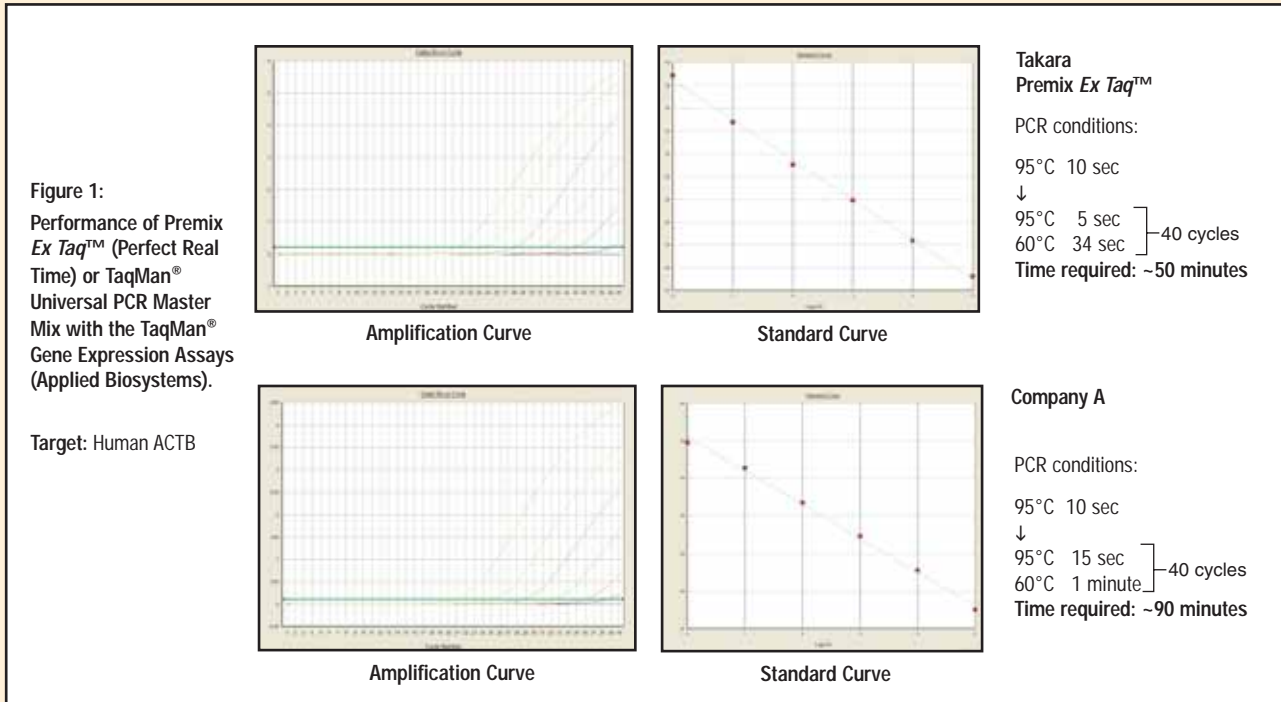 Figure 1:
Performance of Premix
Ex Taq™ (Perfect Real
Time) or TaqMan®
Universal PCR Master
Mix with the TaqMan®
Gene Expression Assays
(Applied Biosystems).
Target: Human ACTB
Amplification Curve
Standard Curve
Takara
Premix Ex Taq™
PCR conditions:
95°C 10 sec
↓
95°C 5 sec
60°C 34 sec
40 cycles
Time required: ~50 minutes
Amplification Curve
Standard Curve
Company A
PCR conditions:
95°C 10 sec
↓
95°C 15 sec
60°C 1 minute
40 cycles
Time required: ~90 minutes